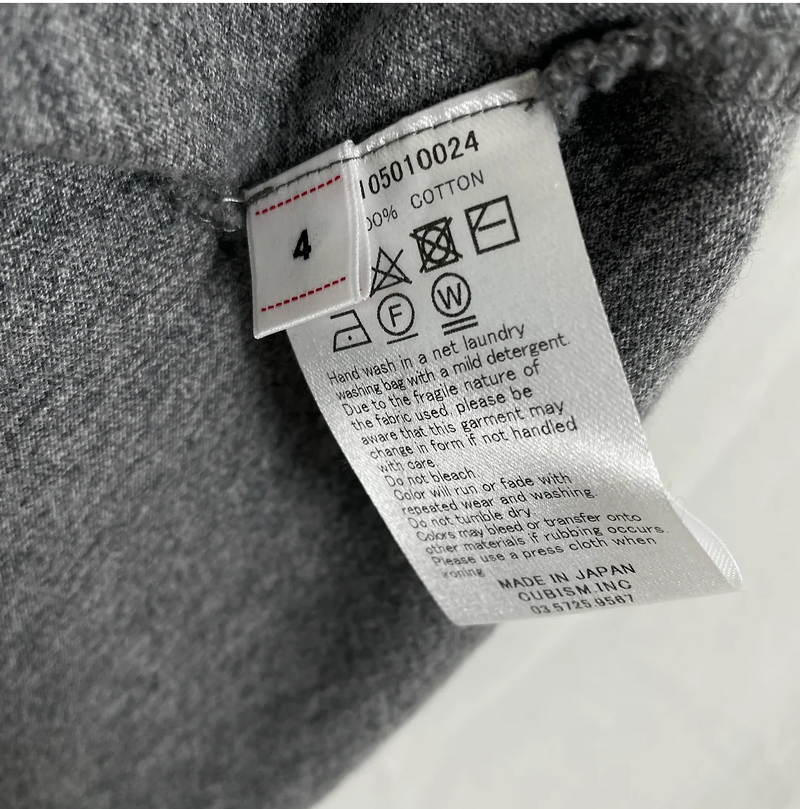 4
105010024
00% COTTON
F
W
Hand wash in a net laundry
washing bag with a mild detergent.
Due to the fragile nature of
the fabric used, please be
aware that this garment may
change in form if not handled
with care
Do not bleach
Color will run or fade with
repeated wear and washing.
Do not tumble dry
Colors may bleed or transfer onto
other materials if rubbing occurs.
Please use a press cloth when
ironing
MADE IN JAPAN
CUBISM.INC
03.5725.9567